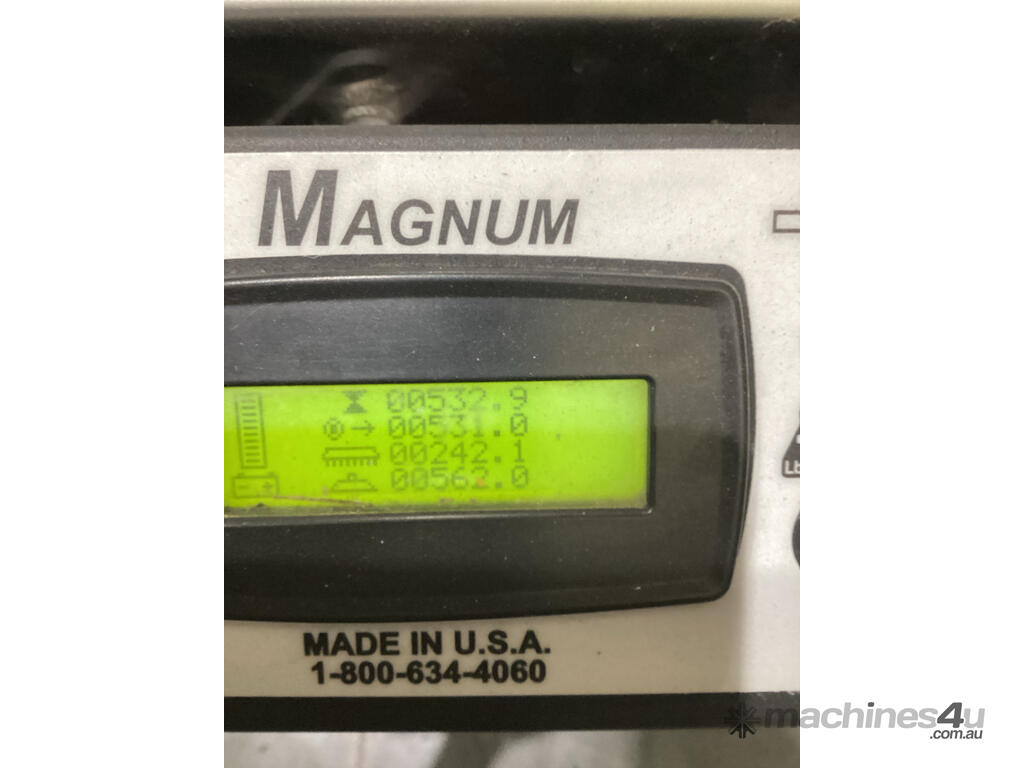 MAGNUM
00532.9
00531.0
00242.1
00562.0
MADE IN U.S.A.
1-800-634-4060
machines4u
.com.au